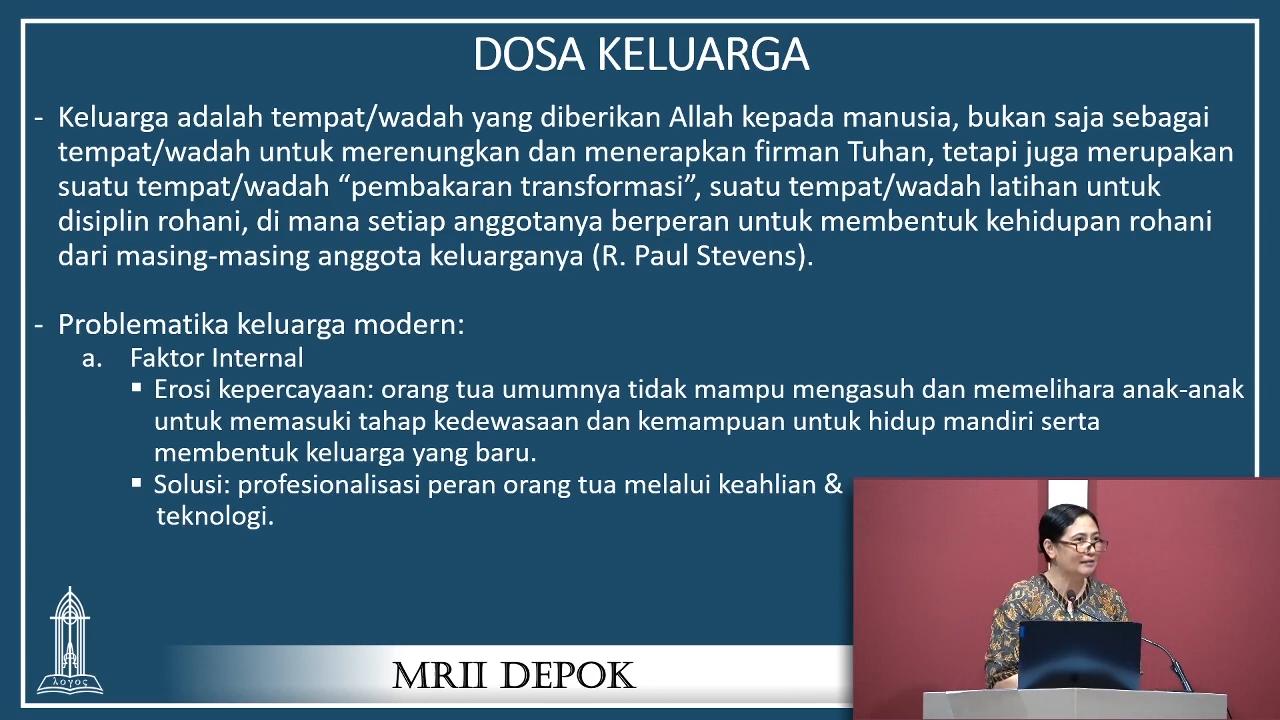 DOSA KELUARGA
- Keluarga adalah tempat/wadah yang diberikan Allah kepada manusia, bukan saja sebagai
tempat/wadah untuk merenungkan dan menerapkan firman Tuhan, tetapi juga merupakan
suatu tempat/wadah “pembakaran transformasi”, suatu tempat/wadah latihan untuk
disiplin rohani, di mana setiap anggotanya berperan untuk membentuk kehidupan rohani
dari masing-masing anggota keluarganya (R. Paul Stevens).
- Problematika keluarga modern:
a. Faktor Internal
▪ Erosi kepercayaan: orang tua umumnya tidak mampu mengasuh dan memelihara anak-anak
untuk memasuki tahap kedewasaan dan kemampuan untuk hidup mandiri serta
membentuk keluarga yang baru.
▪ Solusi: profesionalisasi peran orang tua melalui keahlian &
teknologi.
λογος
MRII DEPOK